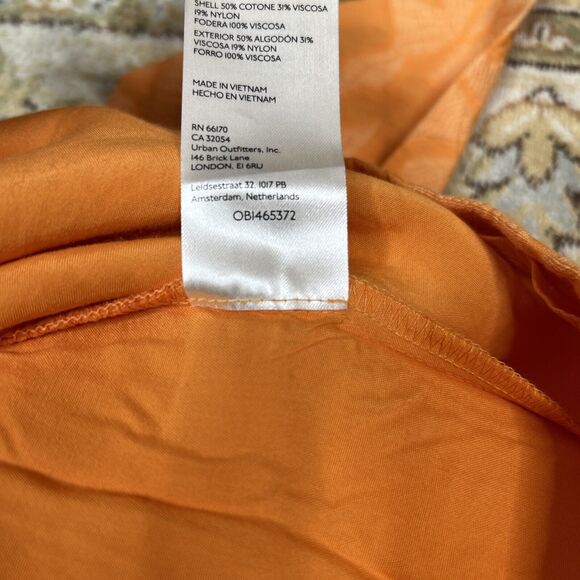 SHELL 50% COTONE 31% VISCOSA
19% NYLON
FODERA 100% VISCOSA
EXTERIOR 50% ALGODÓN 31%
VISCOSA 19% NYLON
FORRO 100% VISCOSA
MADE IN VIETNAM
HECHO EN VIETNAM
RN 66170
CA 32054
Urban Outfitters, Inc.
146 Brick Lane
LONDON, E1 6RU
Leidsestraat 32, 1017 PB
Amsterdam, Netherlands
OB1465372